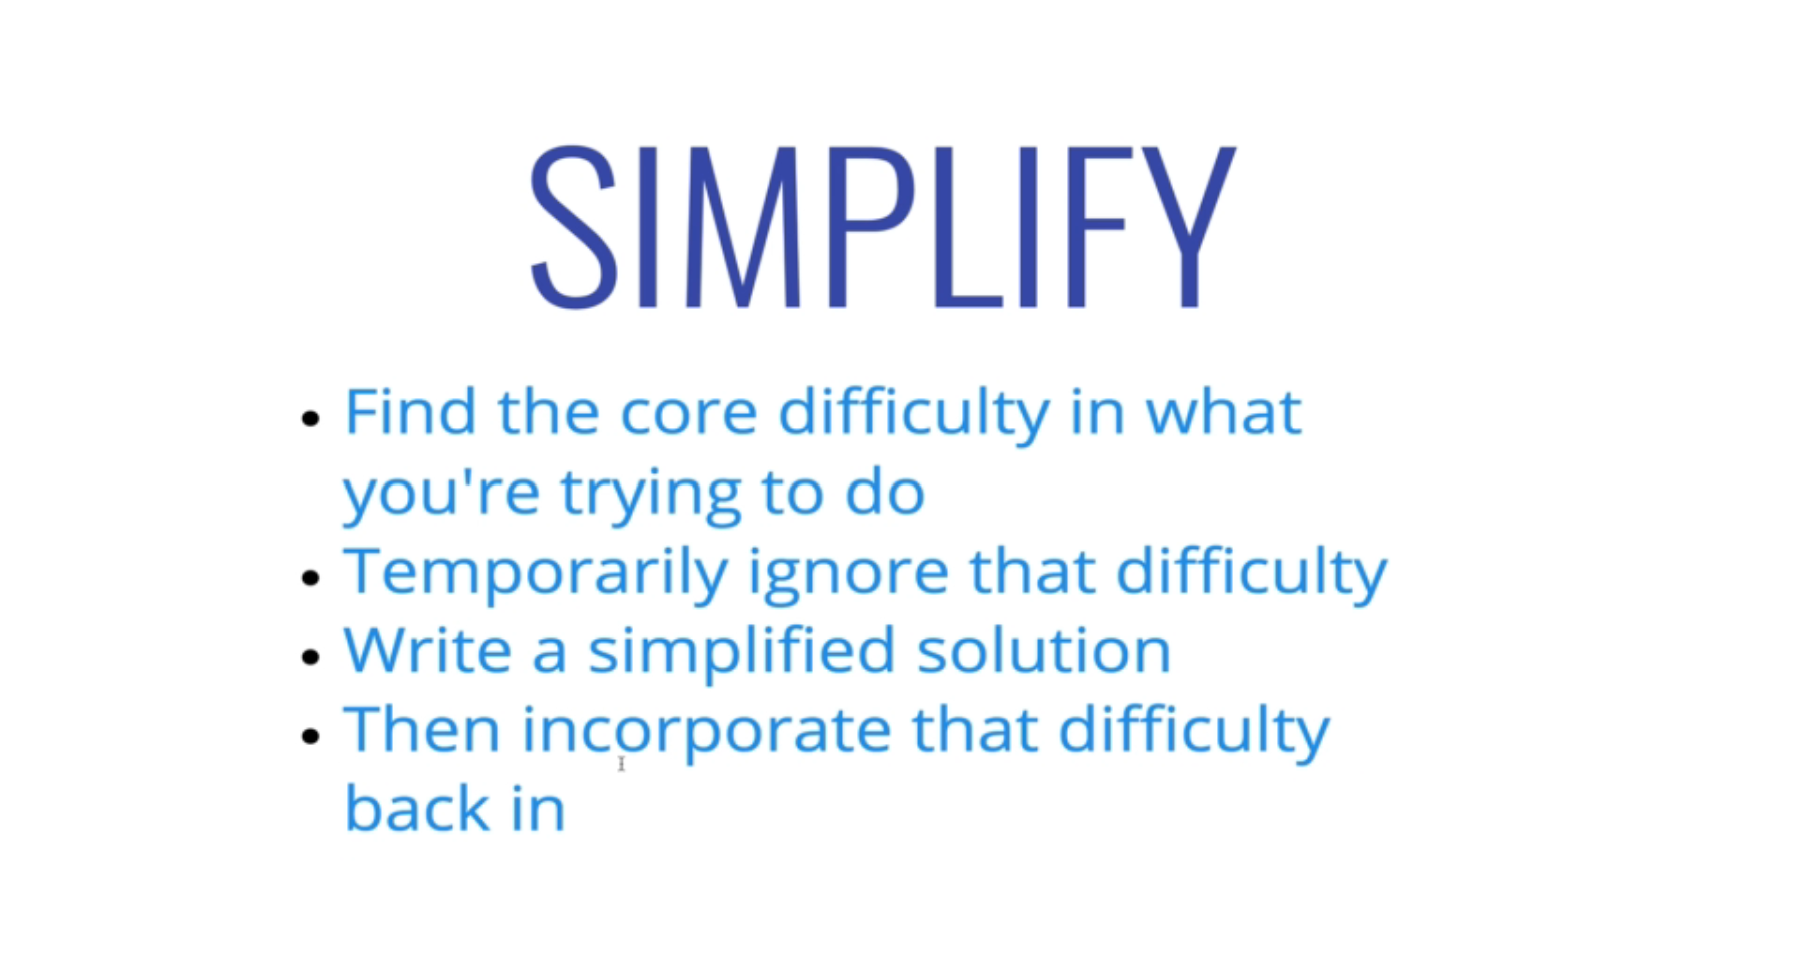 SIMPLIFY
• Find the core difficulty in what
you're trying to do
• Temporarily ignore that difficulty
• Write a simplified solution
• Then incorporate that difficulty
back in